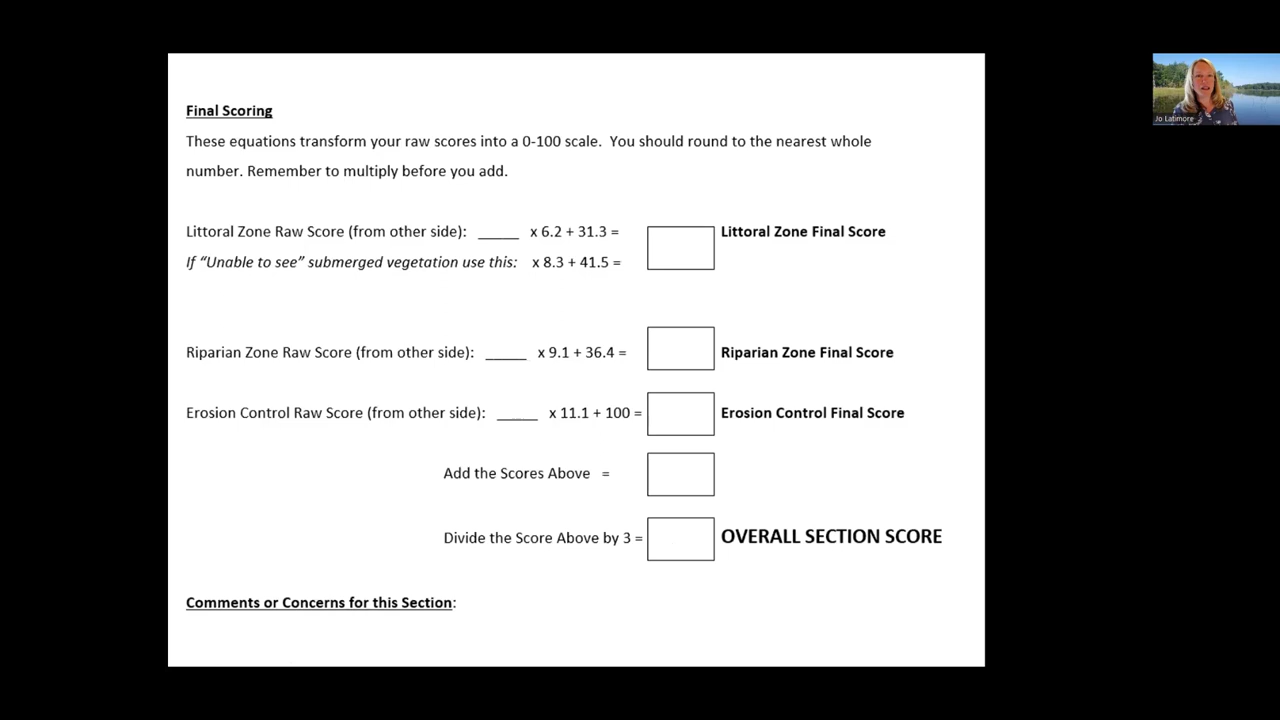 Final Scoring
These equations transform your raw scores into a 0-100 scale.  You should round to the nearest whole
number. Remember to multiply before you add.
Littoral Zone Raw Score (from other side): _____ x 6.2 + 31.3 = Littoral Zone Final Score
If “Unable to see” submerged vegetation use this: x 8.3 + 41.5 =
Riparian Zone Raw Score (from other side): _____ x 9.1 + 36.4 = Riparian Zone Final Score
Erosion Control Raw Score (from other side): _____ x 11.1 + 100 = Erosion Control Final Score
Add the Scores Above =
Divide the Score Above by 3 = OVERALL SECTION SCORE
Comments or Concerns for this Section:
Jo Latimore